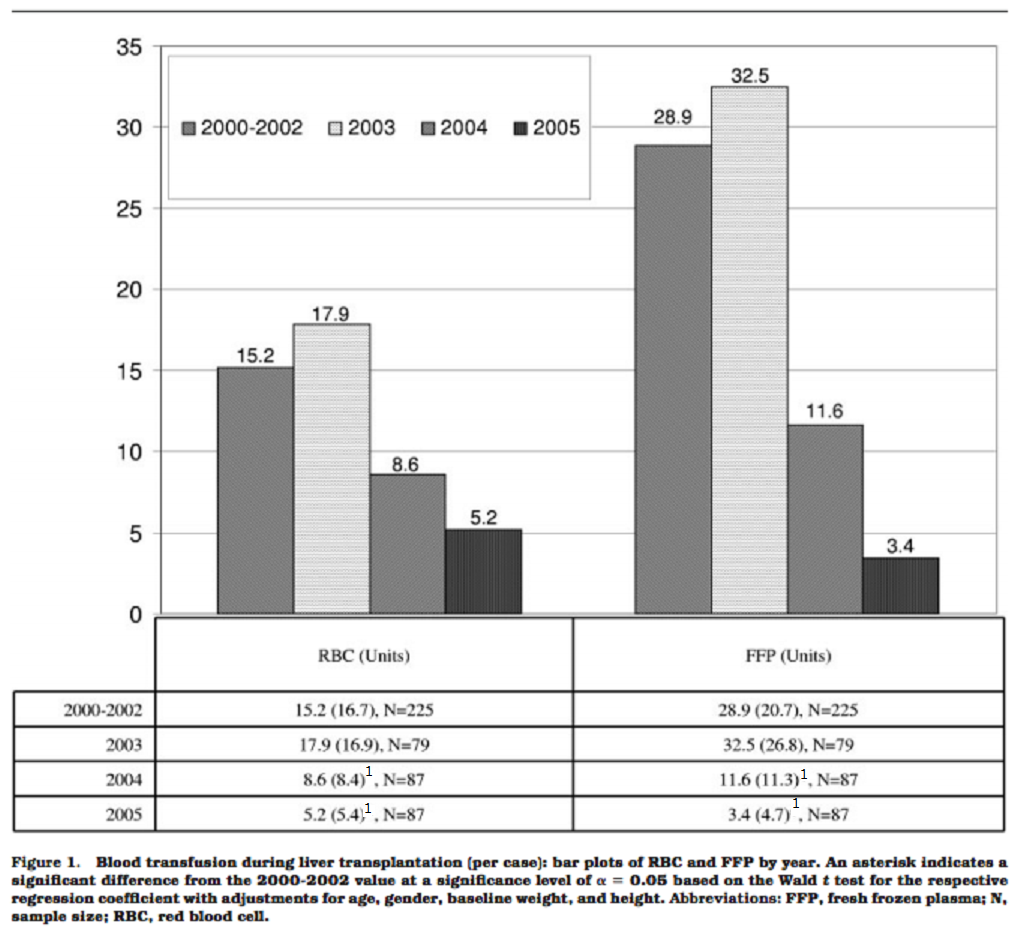 35
30
25
20
15
10
5
0
2000-2002 2003 2004 2005
15.2
17.9
8.6
5.2
28.9
32.5
11.6
3.4
RBC (Units) FFP (Units)
2000-2002 15.2 (16.7), N=225 28.9 (20.7), N=225
2003 17.9 (16.9), N=79 32.5 (26.8), N=79
2004 8.6 (8.4)¹, N=87 11.6 (11.3)¹, N=87
2005 5.2 (5.4)¹, N=87 3.4 (4.7)¹, N=87
Figure 1. Blood transfusion during liver transplantation (per case): bar plots of RBC and FFP by year. An asterisk indicates a
significant difference from the 2000-2002 value at a significance level of α = 0.05 based on the Wald t test for the respective
regression coefficient with adjustments for age, gender, baseline weight, and height. Abbreviations: FFP, fresh frozen plasma; N,
sample size; RBC, red blood cell.